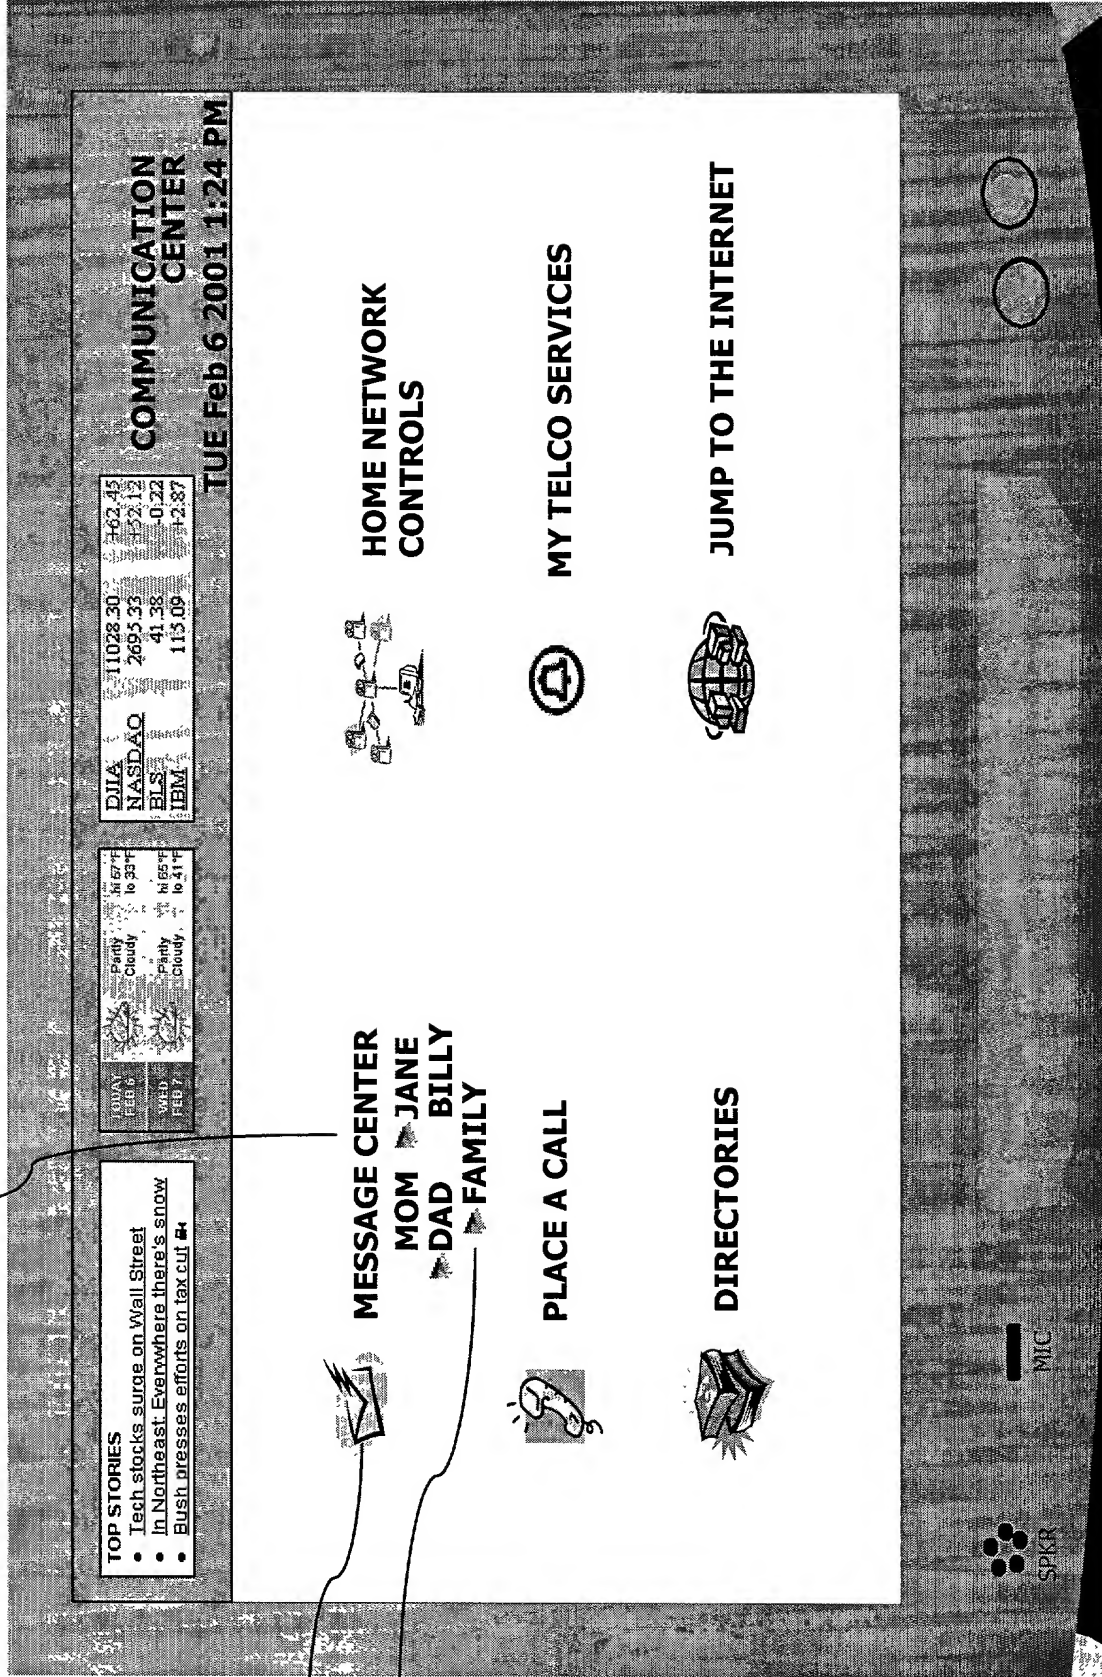 TOP STORIES
• Tech stocks surge on Wall Street
• In Northeast: Everywhere there's snow
• Bush presses efforts on tax cut
TODAY
FEB 6
Partly
Cloudy
hi 67°F
lo 33°F
WED
FEB 7
Partly
Cloudy
hi 65°F
lo 41°F
DJIA 11028.30 +62.45
NASDAQ 2695.33 +32.12
BLS 41.38 -0.22
IBM 115.09 +2.87
COMMUNICATION
CENTER
TUE Feb 6 2001 1:24 PM
MESSAGE CENTER
MOM JANE
DAD BILLY
FAMILY
PLACE A CALL
DIRECTORIES
HOME NETWORK
CONTROLS
MY TELCO SERVICES
JUMP TO THE INTERNET
SPKR
MIC